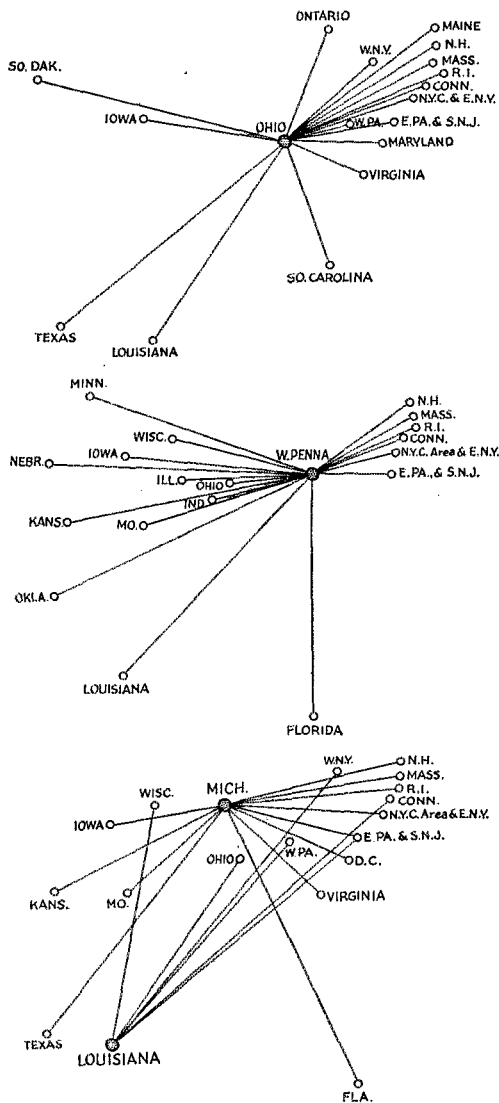 ONTARIO
MAINE
N.H.
W.N.Y.
MASS.
R.I.
SO. DAK.
CONN.
N.Y.C. & E.N.Y.
IOWA
OHIO
W.PA.
E.PA. & S.N.J.
MARYLAND
VIRGINIA
SO. CAROLINA
TEXAS
LOUISIANA
MINN.
N.H.
MASS.
R.I.
WISC.
CONN.
W.PENNA
N.Y.C. Area & E.N.Y.
IOWA
NEBR.
E.PA., & S.N.J.
ILL.
OHIO
IND
KANS.
MO.
OKLA.
LOUISIANA
FLORIDA
W.N.Y.
N.H.
MASS.
MICH.
R.I.
WISC.
CONN.
N.Y.C. Area & E.N.Y.
IOWA
E.PA. & S.N.J.
W.PA.
OHIO
D.C.
KANS.
MO.
VIRGINIA
TEXAS
LOUISIANA
FLA.